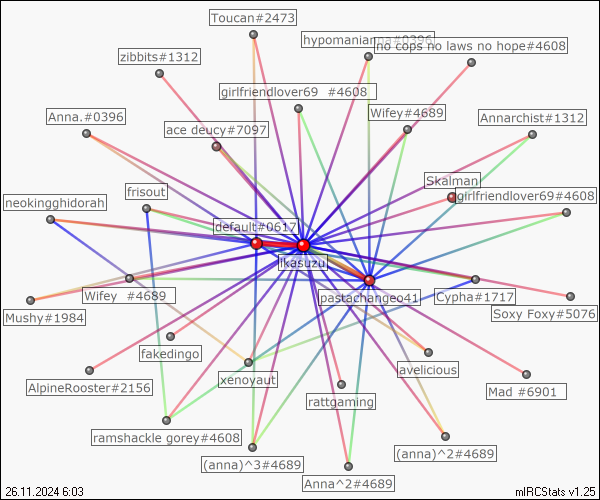 Toucan#2473
hypomanianna#0396
no cops no laws no hope#4608
zibbits#1312
girlfriendlover69 #4608
Wifey#4689
Anna.#0396
Annarchist#1312
ace deucy#7097
Skalman
frisout
girlfriendlover69#4608
neokingghidorah
default#0617
ikasuzu
Wifey #4689
pastachangeo41
Cypha#1717
Mushy#1984
Soxy Foxy#5076
fakedingo
lavelicious
xenoyaut
AlpineRooster#2156
Mad #6901
rattgaming
ramshackle gorey#4608
(anna)^2#4689
(anna)^3#4689
Anna^2#4689
26.11.2024 6:03
mIRCStats v1.25